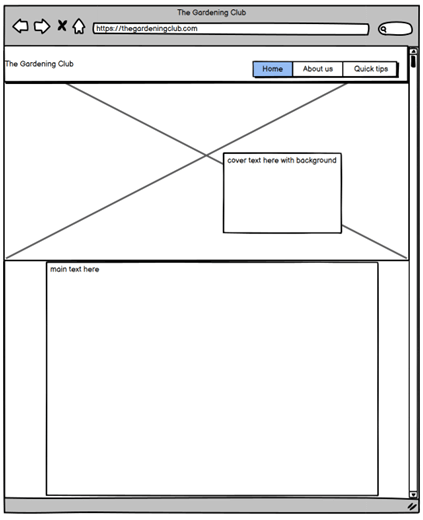 The Gardening Club
https://thegardeningclub.com
The Gardening Club
Home About us Quick tips
cover text here with background
main text here